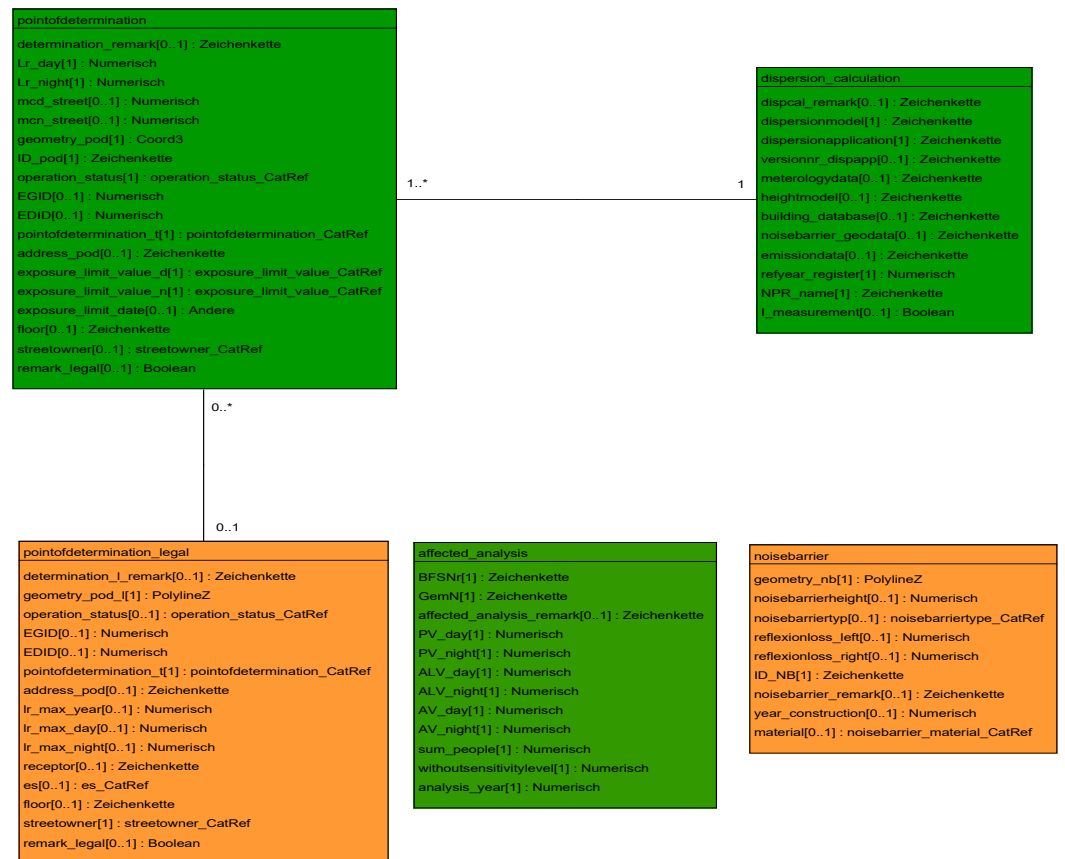 pointofdetermination
determination_remark[0..1] : Zeichenkette
Lr_day[1] : Numerisch
Lr_night[1] : Numerisch
mcd_street[0..1] : Numerisch
mcn_street[0..1] : Numerisch
geometry_pod[1] : Coord3
ID_pod[1] : Zeichenkette
operation_status[1] : operation_status_CatRef
EGID[0..1] : Numerisch
EDID[0..1] : Numerisch
pointofdetermination_t[1] : pointofdetermination_CatRef
address_pod[0..1] : Zeichenkette
exposure_limit_value_d[1] : exposure_limit_value_CatRef
exposure_limit_value_n[1] : exposure_limit_value_CatRef
exposure_limit_date[0..1] : Andere
floor[0..1] : Zeichenkette
streetowner[0..1] : streetowner_CatRef
remark_legal[0..1] : Boolean
1..*
1
dispersion_calculation
dispcal_remark[0..1] : Zeichenkette
dispersionmodel[1] : Zeichenkette
dispersionapplication[1] : Zeichenkette
versionnr_dispapp[0..1] : Zeichenkette
meterologydata[0..1] : Zeichenkette
heightmodel[0..1] : Zeichenkette
building_database[0..1] : Zeichenkette
noisebarrier_geodata[0..1] : Zeichenkette
emissiondata[0..1] : Zeichenkette
refyear_register[1] : Numerisch
NPR_name[1] : Zeichenkette
I_measurement[0..1] : Boolean
0..*
0..1
pointofdetermination_legal
determination_l_remark[0..1] : Zeichenkette
geometry_pod_l[1] : PolylineZ
operation_status[0..1] : operation_status_CatRef
EGID[0..1] : Numerisch
EDID[0..1] : Numerisch
pointofdetermination_t[1] : pointofdetermination_CatRef
address_pod[0..1] : Zeichenkette
lr_max_year[0..1] : Numerisch
lr_max_day[0..1] : Numerisch
lr_max_night[0..1] : Numerisch
receptor[0..1] : Zeichenkette
es[0..1] : es_CatRef
floor[0..1] : Zeichenkette
streetowner[1] : streetowner_CatRef
remark_legal[0..1] : Boolean
affected_analysis
BFSNr[1] : Zeichenkette
GemN[1] : Zeichenkette
affected_analysis_remark[0..1] : Zeichenkette
PV_day[1] : Numerisch
PV_night[1] : Numerisch
ALV_day[1] : Numerisch
ALV_night[1] : Numerisch
AV_day[1] : Numerisch
AV_night[1] : Numerisch
sum_people[1] : Numerisch
withoutsensitivitylevel[1] : Numerisch
analysis_year[1] : Numerisch
noisebarrier
geometry_nb[1] : PolylineZ
noisebarrierheight[0..1] : Numerisch
noisebarriertyp[0..1] : noisebarriertype_CatRef
reflexionloss_left[0..1] : Numerisch
reflexionloss_right[0..1] : Numerisch
ID_NB[1] : Zeichenkette
noisebarrier_remark[0..1] : Zeichenkette
year_construction[0..1] : Numerisch
material[0..1] : noisebarrier_material_CatRef